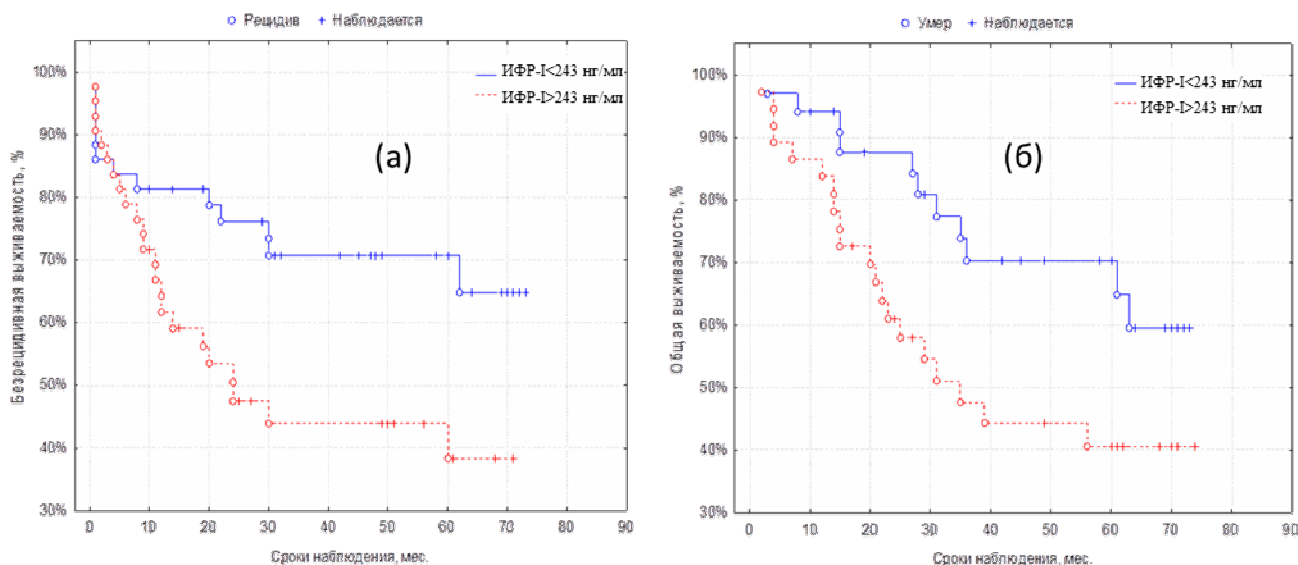 Рецидив Наблюдается
Умер Наблюдается
Безрецидивная выживаемость, %
100%
90%
80%
70%
60%
50%
40%
30%
ИФР-I<243 нг/мл
ИФР-I>243 нг/мл
(а)
0 10 20 30 40 50 60 70 80 90
Сроки наблюдения, мес.
Общая выживаемость, %
100%
90%
80%
70%
60%
50%
40%
30%
ИФР-I<243 нг/мл
ИФР-I>243 нг/мл
(б)
0 10 20 30 40 50 60 70 80 90
Сроки наблюдения, мес.